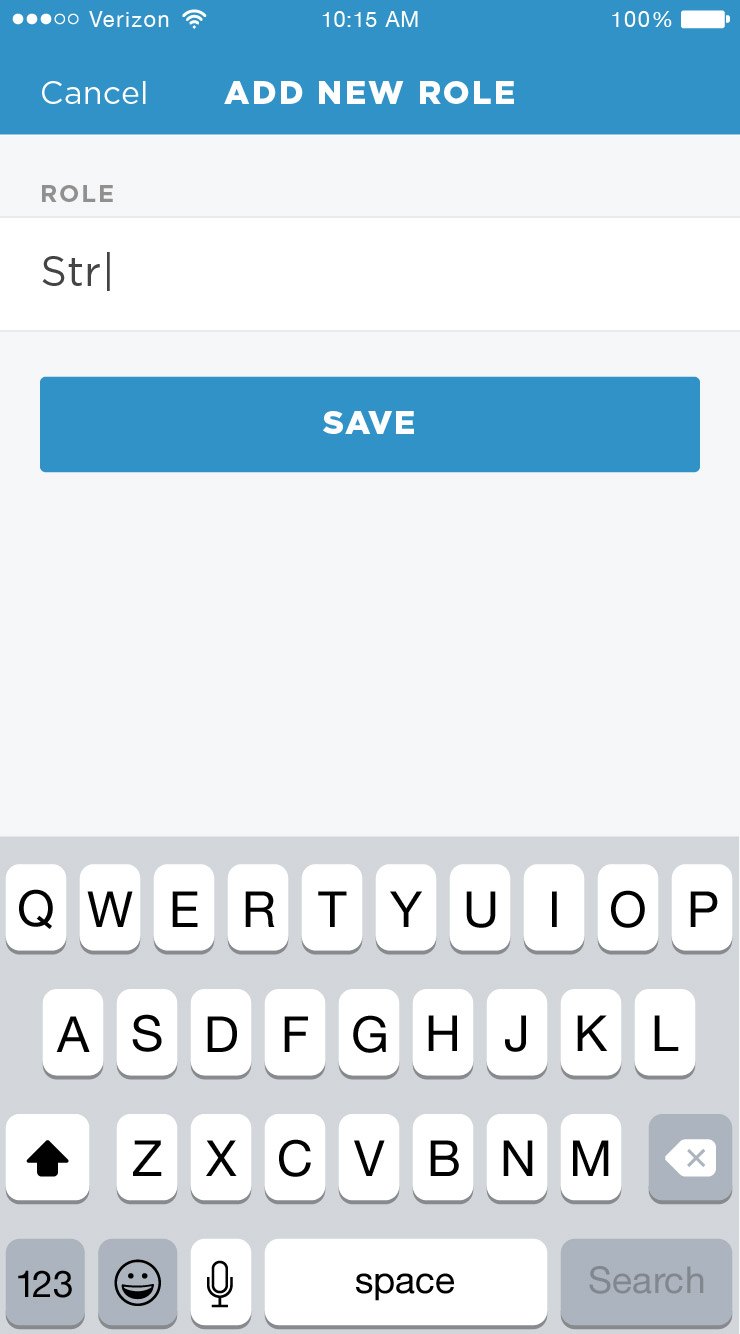 Verizon 10:15 AM 100%
Cancel ADD NEW ROLE
ROLE
Str
SAVE
Q W E R T Y U I O P
A S D F G H J K L
Z X C V B N M
123 space Search